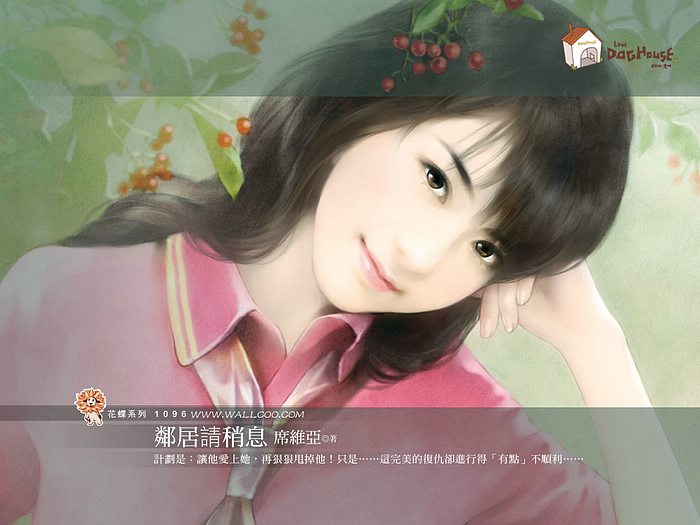 LOVE
DOGHOUSE
花蝶系列 1096 WWW.WALLCOO.COM
鄰居請稍息 席維亞◎著
計劃是：讓他愛上她，再狠狠甩掉他！只是……這完美的復仇卻進行得「有點」不順利……